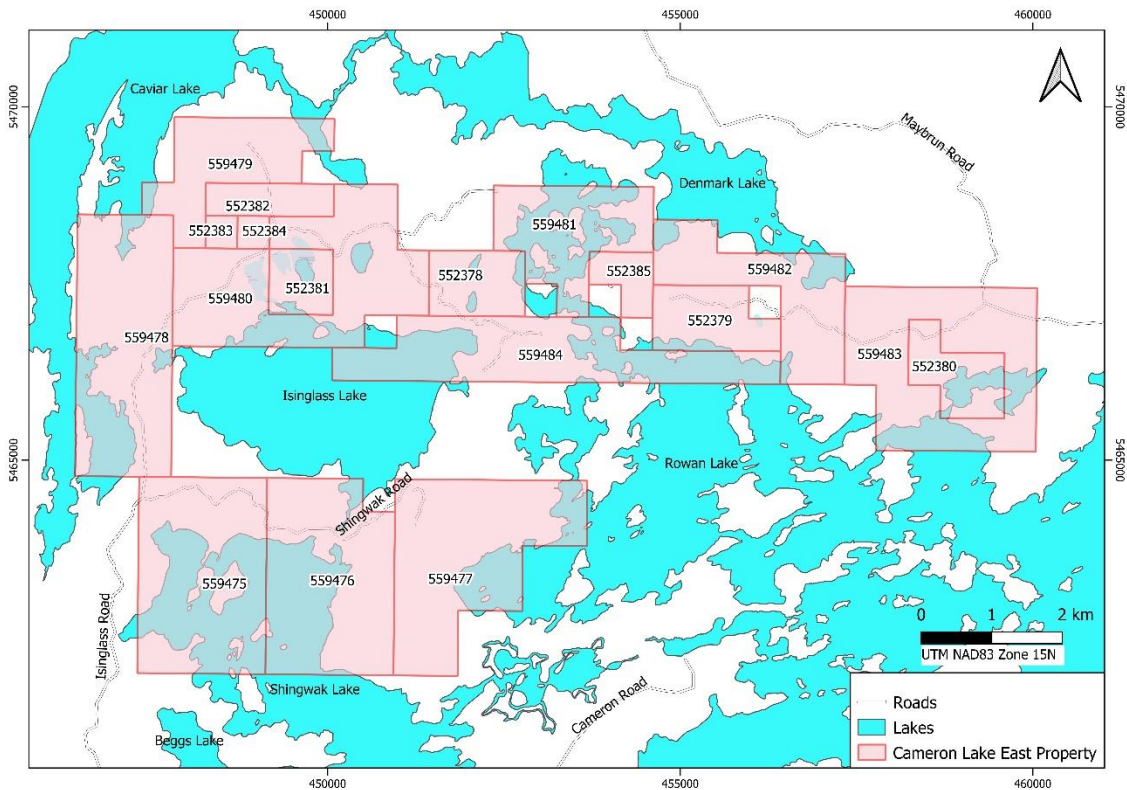 450000
455000
460000
5470000
5470000
Caviar Lake
Maybrun Road
559479
Denmark Lake
552382
559481
552383
552384
552385
559482
552378
552381
559480
552379
559478
559484
559483
552380
Isinglass Lake
5465000
5465000
Rowan Lake
Shingwak Road
559475
559476
559477
Isinglass Road
0 1 2 km
UTM NAD83 Zone 15N
Shingwak Lake
Cameron Road
Beggs Lake
Roads
Lakes
Cameron Lake East Property
450000
455000
460000